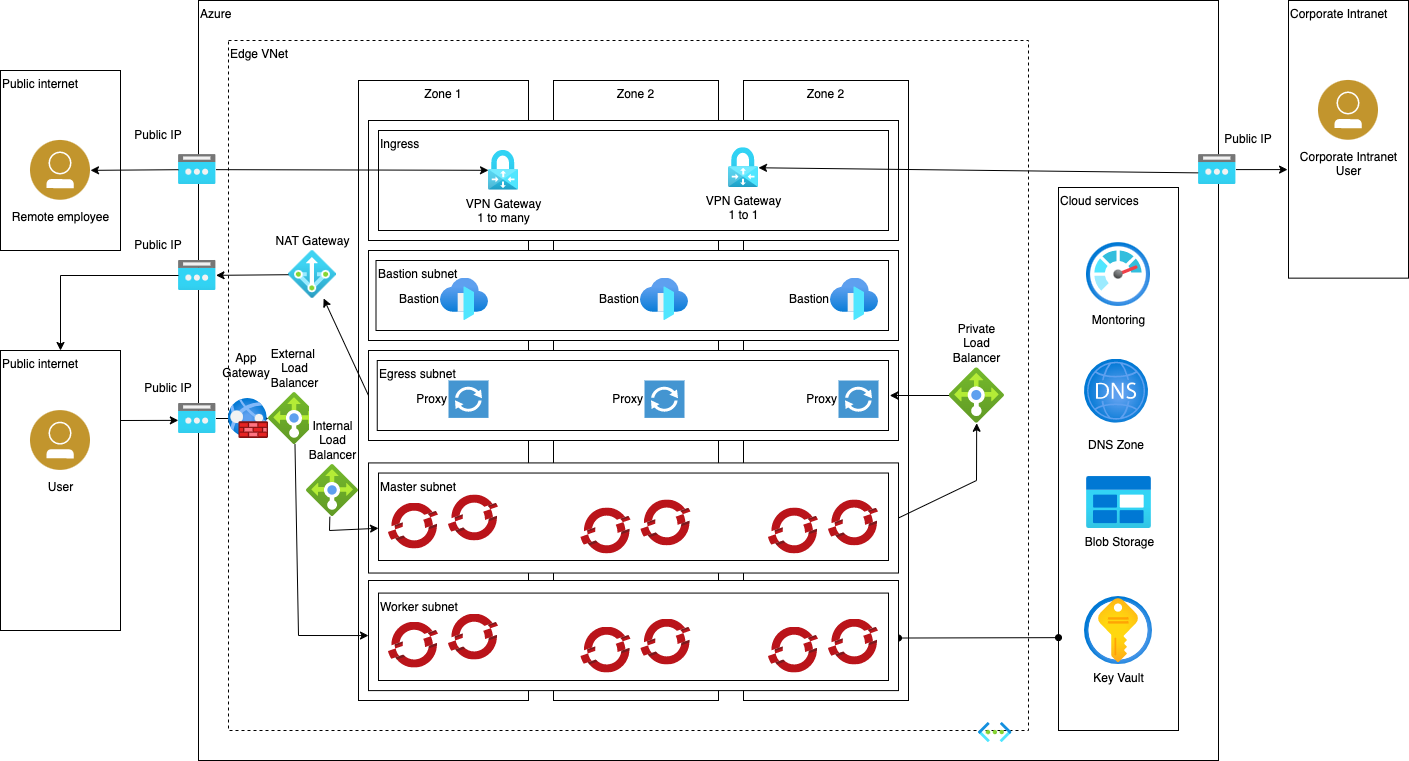 Azure
Corporate Intranet
Edge VNet
Public internet
Zone 1
Zone 2
Zone 2
Public IP
Ingress
Public IP
Corporate Intranet
User
VPN Gateway
1 to many
VPN Gateway
1 to 1
Remote employee
Cloud services
Public IP
NAT Gateway
Bastion subnet
Bastion
Bastion
Bastion
Montoring
Private
Load
Balancer
Public internet
App
Gateway
External
Load
Balancer
Egress subnet
Public IP
Proxy
Proxy
Proxy
DNS
DNS Zone
Internal
Load
Balancer
User
Master subnet
Blob Storage
Worker subnet
Key Vault